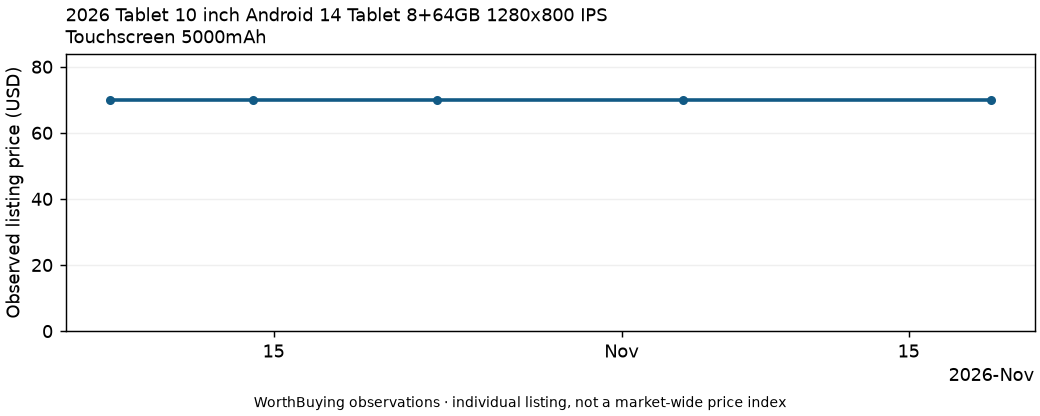 2026 Tablet 10 inch Android 14 Tablet 8+64GB 1280x800 IPS
Touchscreen 5000mAh
Observed listing price (USD)
80
60
40
20
0
15
Nov
15
2026-Nov
WorthBuying observations · individual listing, not a market-wide price index